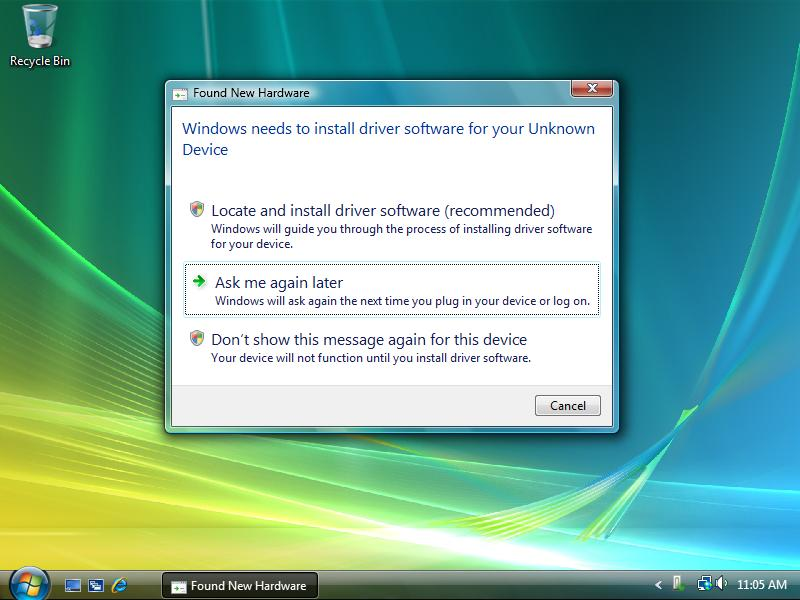 Recycle Bin
Found New Hardware
Windows needs to install driver software for your Unknown
Device
Locate and install driver software (recommended)
Windows will guide you through the process of installing driver software
for your device.
Ask me again later
Windows will ask again the next time you plug in your device or log on.
Don't show this message again for this device
Your device will not function until you install driver software.
Cancel
Found New Hardware
11:05 AM